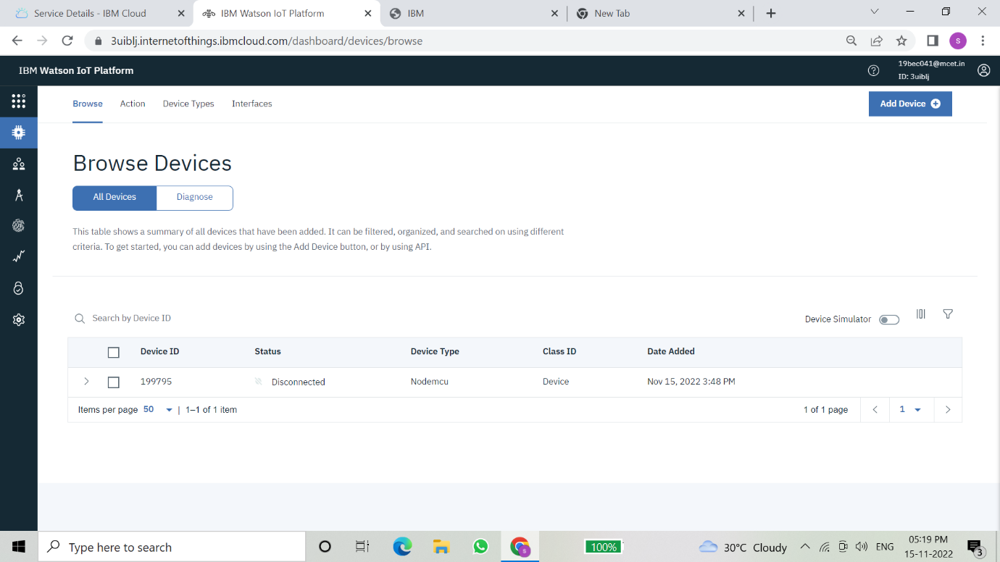 Service Details - IBM Cloud
IBM Watson IoT Platform
IBM
New Tab
3uiblj.internetofthings.ibmcloud.com/dashboard/devices/browse
s
IBM Watson IoT Platform
19bec041@mcet.in
ID: 3uiblj
Browse Action Device Types Interfaces
Add Device
Browse Devices
All Devices Diagnose
This table shows a summary of all devices that have been added. It can be filtered, organized, and searched on using different
criteria. To get started, you can add devices by using the Add Device button, or by using API.
Search by Device ID
Device Simulator
Device ID Status Device Type Class ID Date Added
199795 Disconnected Nodemcu Device Nov 15, 2022 3:48 PM
Items per page 50 | 1–1 of 1 item
1 of 1 page 1
Type here to search
s
100%
30°C Cloudy
ENG
05:19 PM
15-11-2022
3